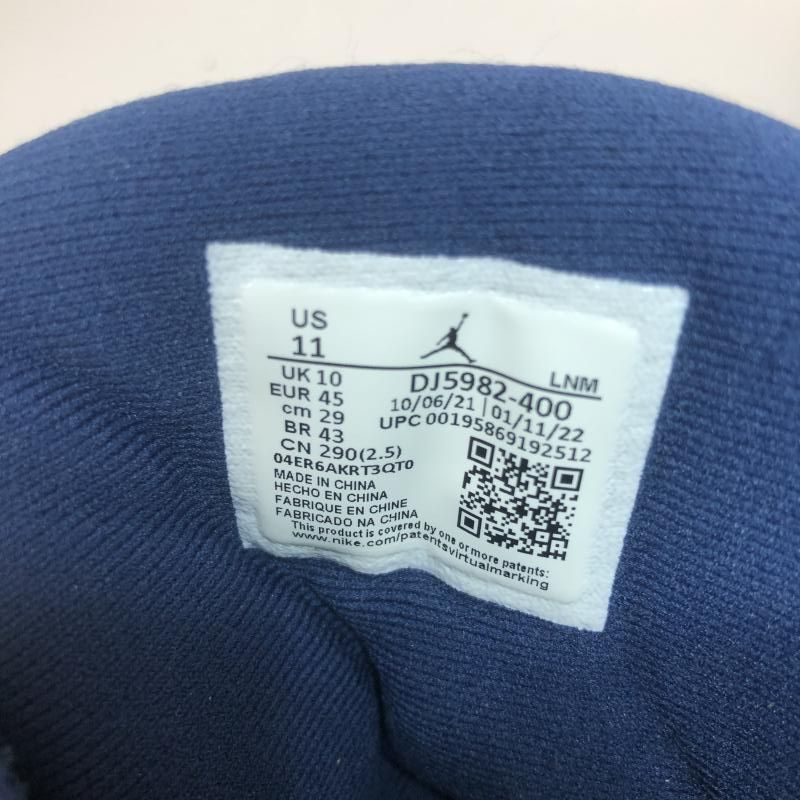 US
11
LNM
UK 10
DJ5982-400
EUR 45
10/06/21 | 01/11/22
cm 29
UPC 00195869192512
BR 43
CN 290(2.5)
04ER6AKRT3QT0
MADE IN CHINA
HECHO EN CHINA
FABRIQUE EN CHINE
FABRICADO NA CHINA
This product is covered by one or more patents:
www.nike.com/patentsvirtualmarking